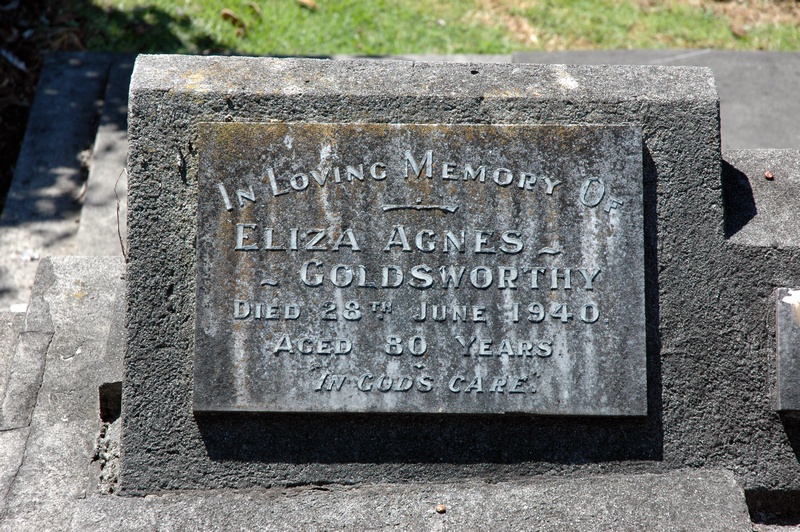 In Loving Memory Of
Eliza Agnes ~
~ Goldsworthy
Died 28th June 1940.
Aged 80 Years.
"In God's Care."